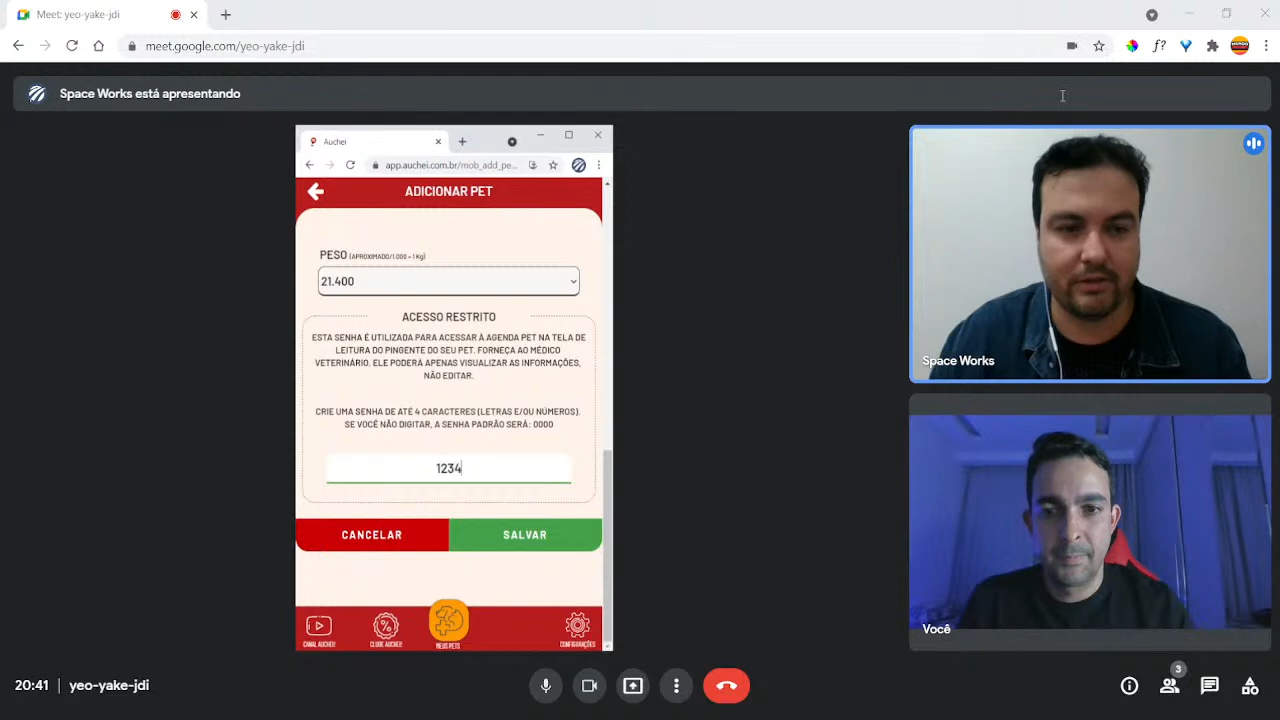 Meet: yeo-yake-jdi
meet.google.com/yeo-yake-jdi
f?
Space Works está apresentando
Auchei
app.auchei.com.br/mob_add_pe...
ADICIONAR PET
PESO (APROXIMADO/1.000 = 1 Kg)
21.400
ACESSO RESTRITO
ESTA SENHA É UTILIZADA PARA ACESSAR À AGENDA PET NA TELA DE
LEITURA DO PINGENTE DO SEU PET. FORNEÇA AO MÉDICO
VETERINÁRIO. ELE PODERÁ APENAS VISUALIZAR AS INFORMAÇÕES,
NÃO EDITAR.
CRIE UMA SENHA DE ATÉ 4 CARACTERES (LETRAS E/OU NÚMEROS).
SE VOCÊ NÃO DIGITAR, A SENHA PADRÃO SERÁ: 0000
1234
CANCELAR
SALVAR
CANAL AUCHEI!
CLUBE AUCHEI!
MEUS PETS
CONFIGURAÇÕES
Space Works
Você
20:41 | yeo-yake-jdi
3